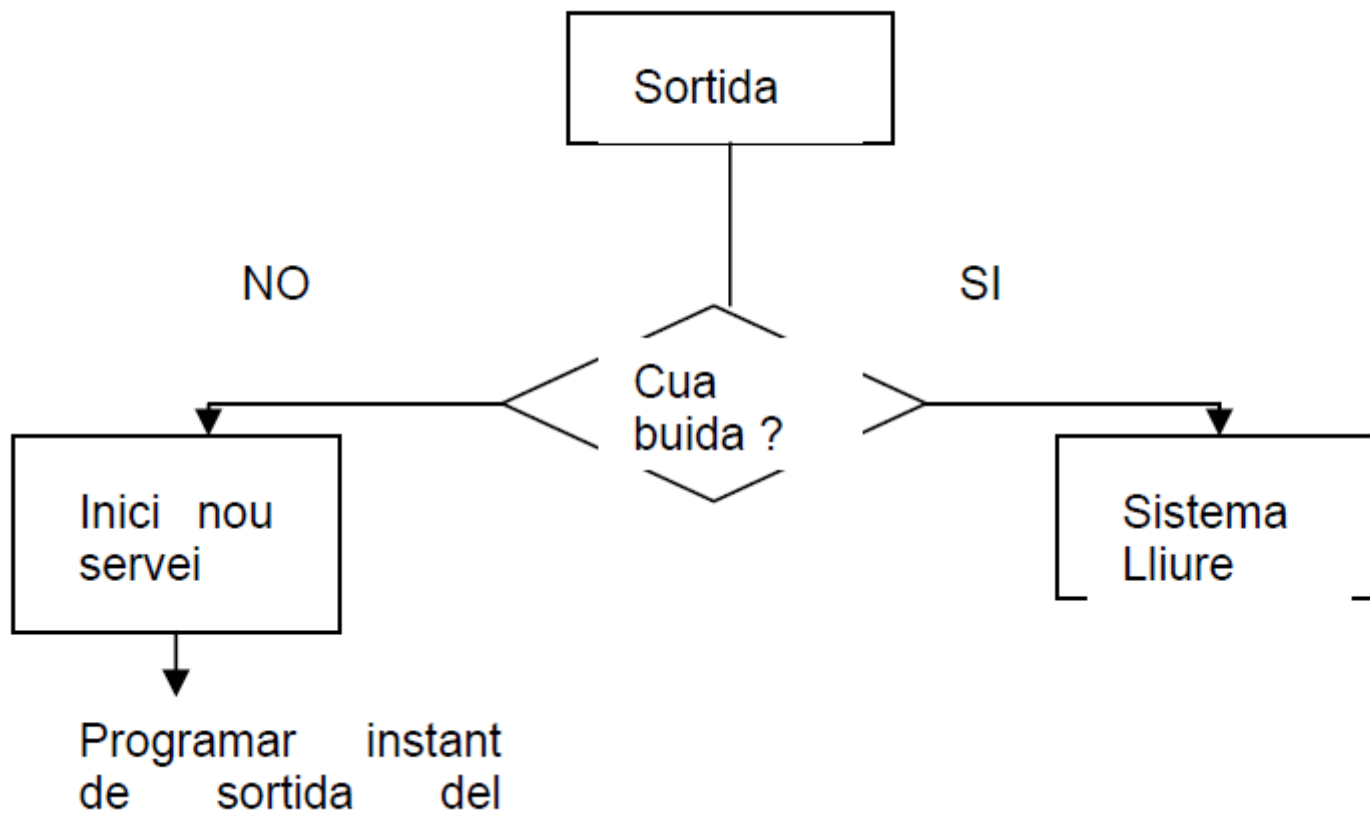 Sortida
NO
SI
Cua
buida ?
Inici nou
servei
Sistema
Lliure
Programar instant
de sortida del